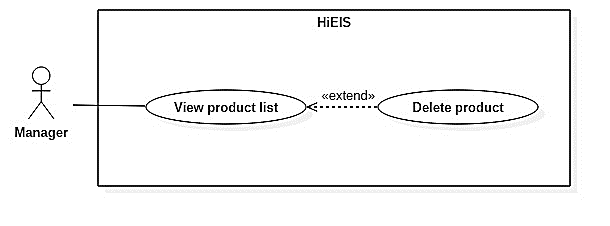 HiEIS
View product list
«extend»
Delete product
Manager